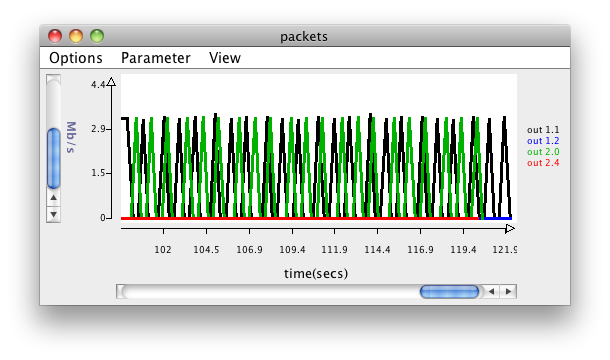 packets
Options Parameter View
4.4
2.9
1.5
0
Mb/s
out 1.1
out 1.2
out 2.0
out 2.4
102 104.5 106.9 109.4 111.9 114.4 116.9 119.4 121.9
time(secs)